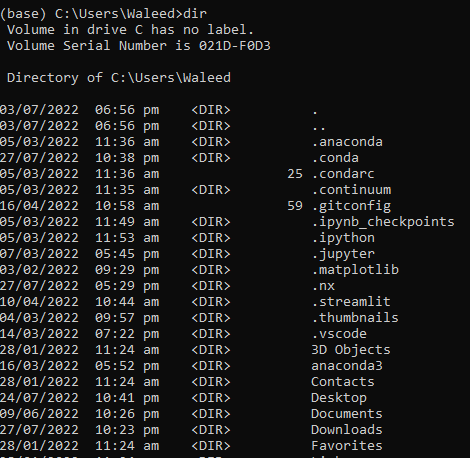 (base) C:\Users\Waleed>dir
Volume in drive C has no label.
Volume Serial Number is 021D-F0D3
Directory of C:\Users\Waleed
03/07/2022 06:56 pm <DIR> .
03/07/2022 06:56 pm <DIR> ..
05/03/2022 11:36 am <DIR> .anaconda
27/07/2022 10:38 pm <DIR> .conda
05/03/2022 11:36 am 25 .condarc
05/03/2022 11:35 am <DIR> .continuum
16/04/2022 10:58 am 59 .gitconfig
05/03/2022 11:49 am <DIR> .ipynb_checkpoints
05/03/2022 11:53 am <DIR> .ipython
07/03/2022 05:45 pm <DIR> .jupyter
03/02/2022 09:29 pm <DIR> .matplotlib
27/07/2022 05:29 pm <DIR> .nx
10/04/2022 10:44 am <DIR> .streamlit
04/03/2022 09:57 pm <DIR> .thumbnails
14/03/2022 07:22 pm <DIR> .vscode
28/01/2022 11:24 am <DIR> 3D Objects
16/03/2022 05:52 pm <DIR> anaconda3
28/01/2022 11:24 am <DIR> Contacts
24/07/2022 10:41 pm <DIR> Desktop
09/06/2022 10:26 pm <DIR> Documents
27/07/2022 10:23 pm <DIR> Downloads
28/01/2022 11:24 am <DIR> Favorites